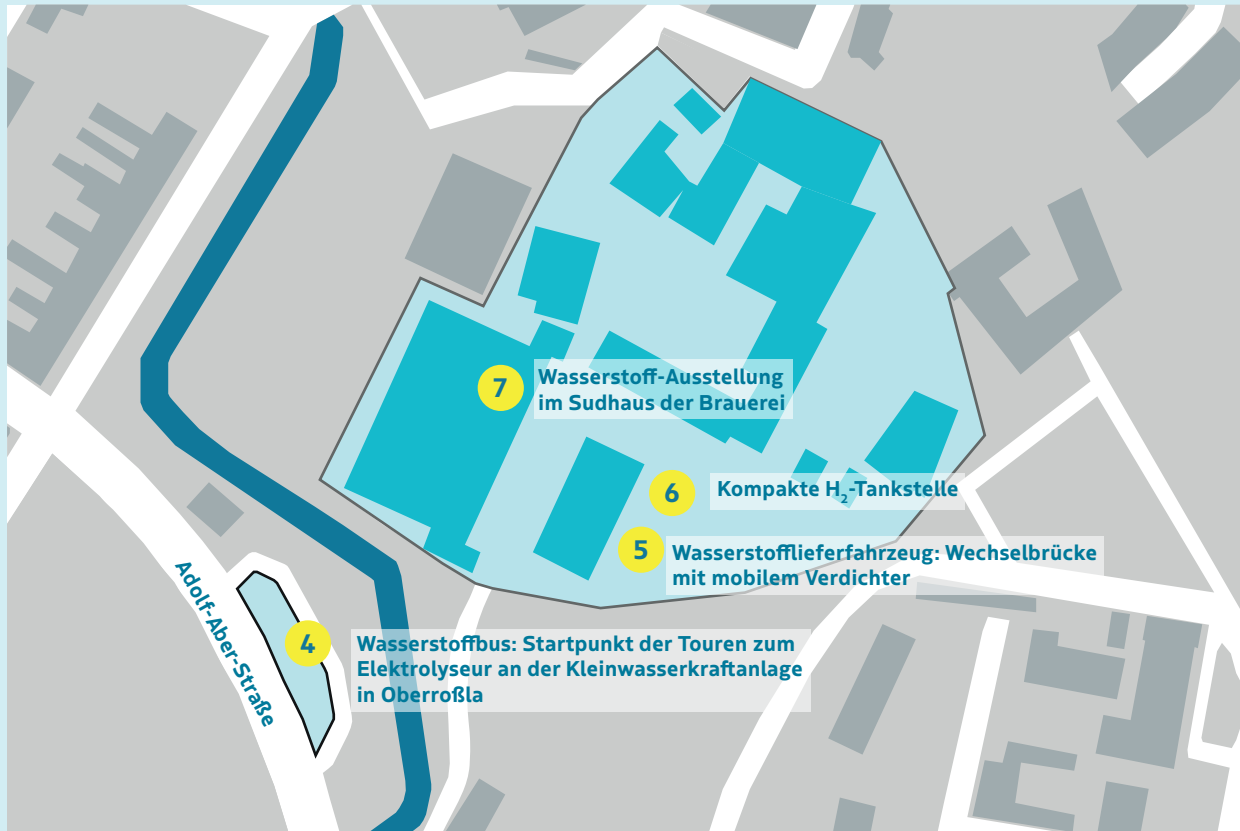 7
Wasserstoff-Ausstellung
im Sudhaus der Brauerei
6
Kompakte H₂-Tankstelle
5
Wasserstofflieferfahrzeug: Wechselbrücke
mit mobilem Verdichter
Adolf-Aber-Straße
4
Wasserstoffbus: Startpunkt der Touren zum
Elektrolyseur an der Kleinwasserkraftanlage
in Oberroßla